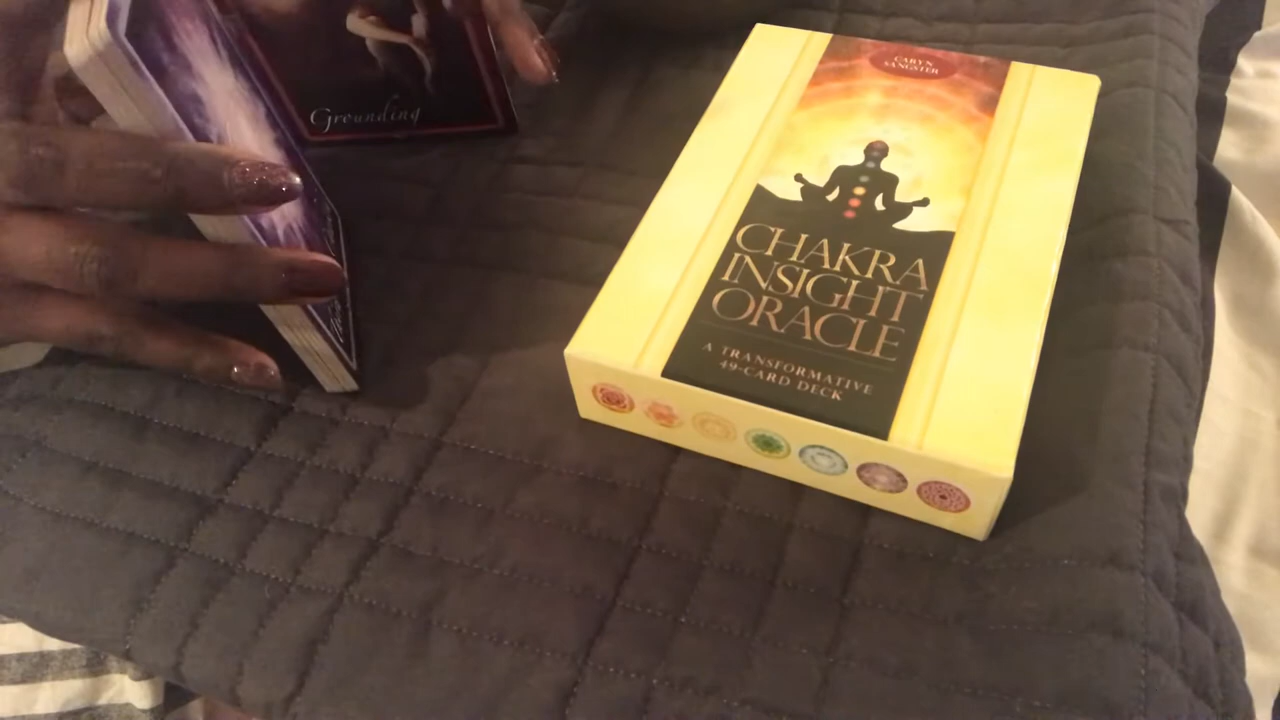 Grounding
CARYN
SANGSTER
CHAKRA
INSIGHT
ORACLE
A TRANSFORMATIVE
49-CARD DECK